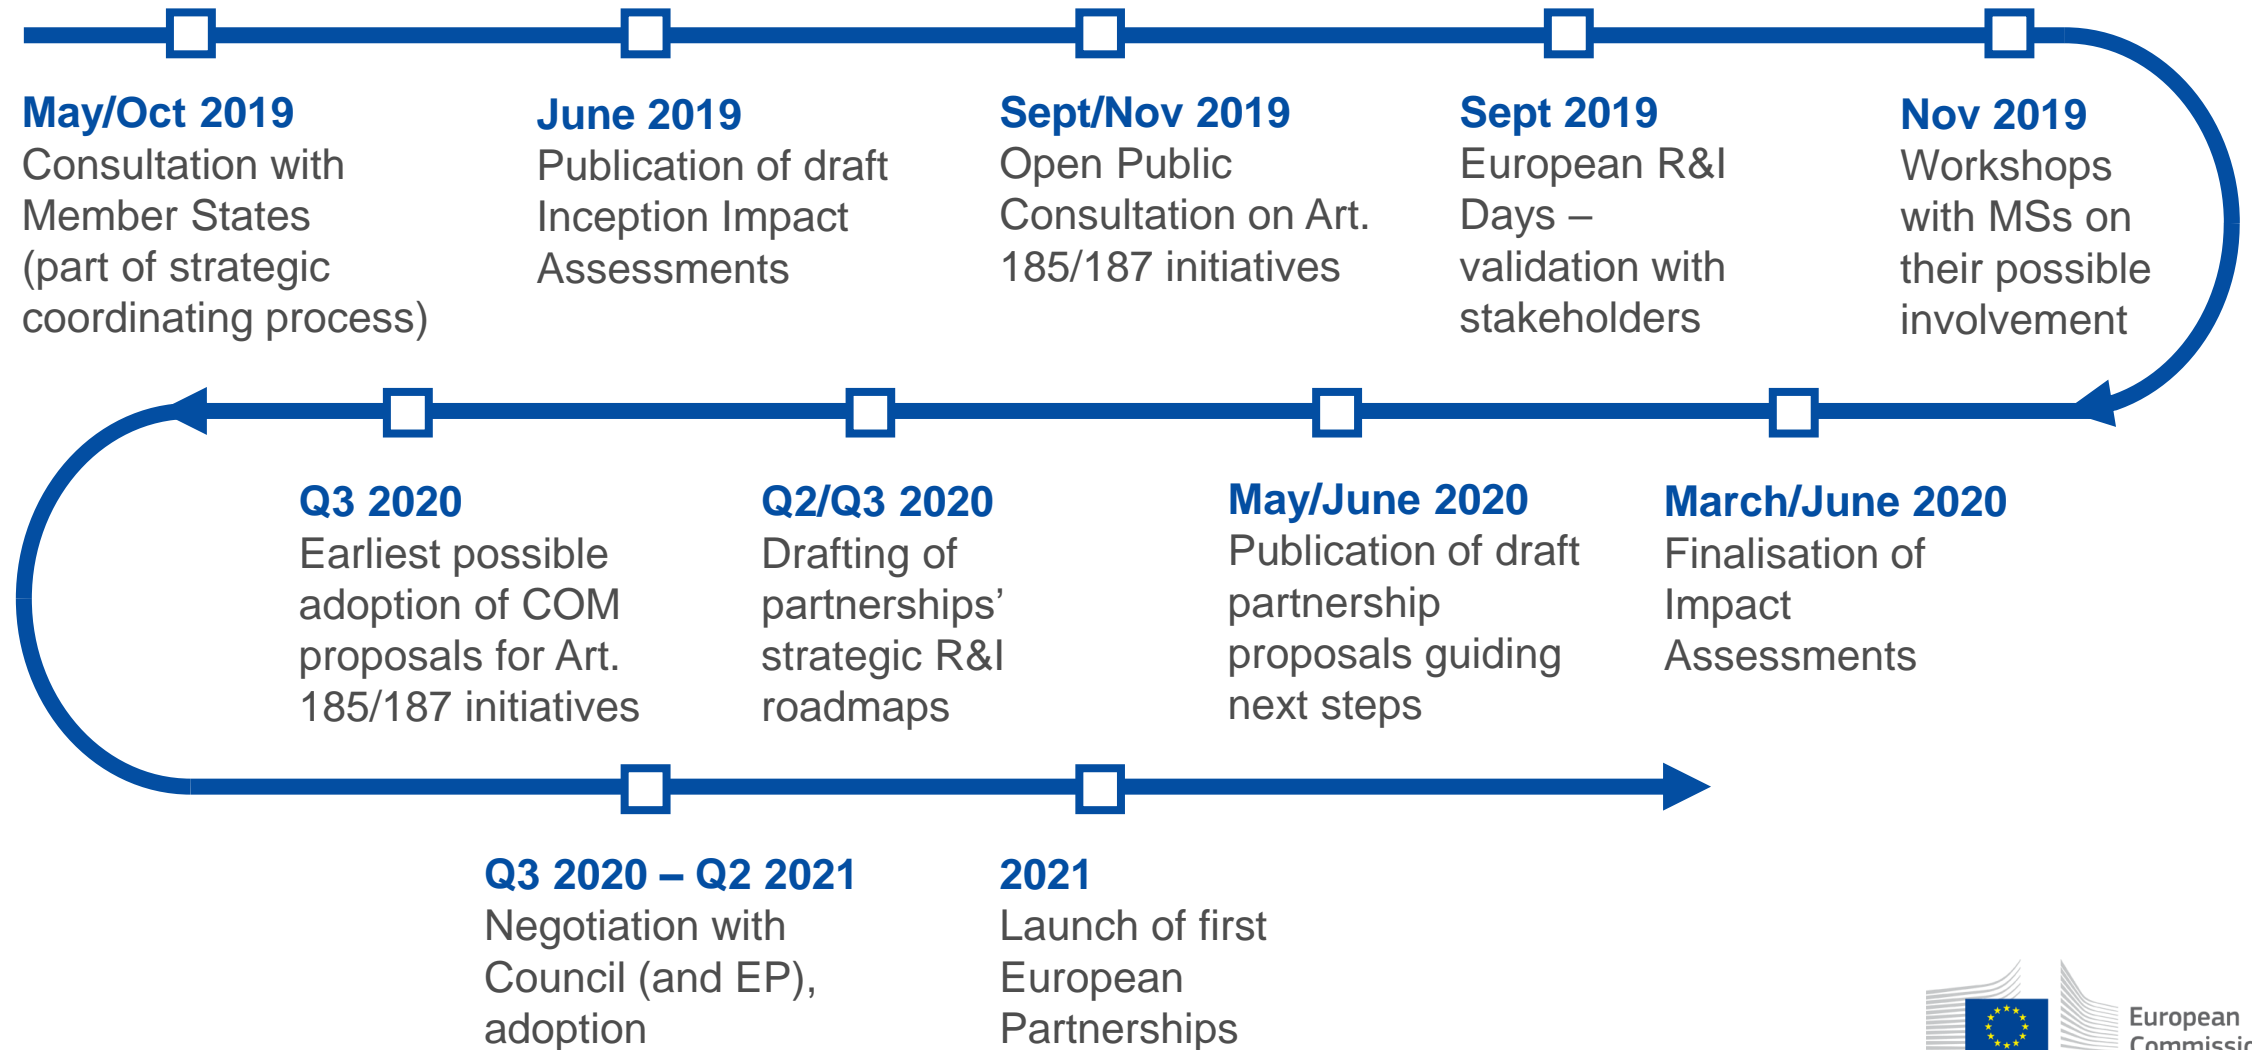 May/Oct 2019
Consultation with
Member States
(part of strategic
coordinating process)
June 2019
Publication of draft
Inception Impact
Assessments
Sept/Nov 2019
Open Public
Consultation on Art.
185/187 initiatives
Sept 2019
European R&I
Days –
validation with
stakeholders
Nov 2019
Workshops
with MSs on
their possible
involvement
March/June 2020
Finalisation of
Impact
Assessments
May/June 2020
Publication of draft
partnership
proposals guiding
next steps
Q2/Q3 2020
Drafting of
partnerships’
strategic R&I
roadmaps
Q3 2020
Earliest possible
adoption of COM
proposals for Art.
185/187 initiatives
Q3 2020 – Q2 2021
Negotiation with
Council (and EP),
adoption
2021
Launch of first
European
Partnerships
European